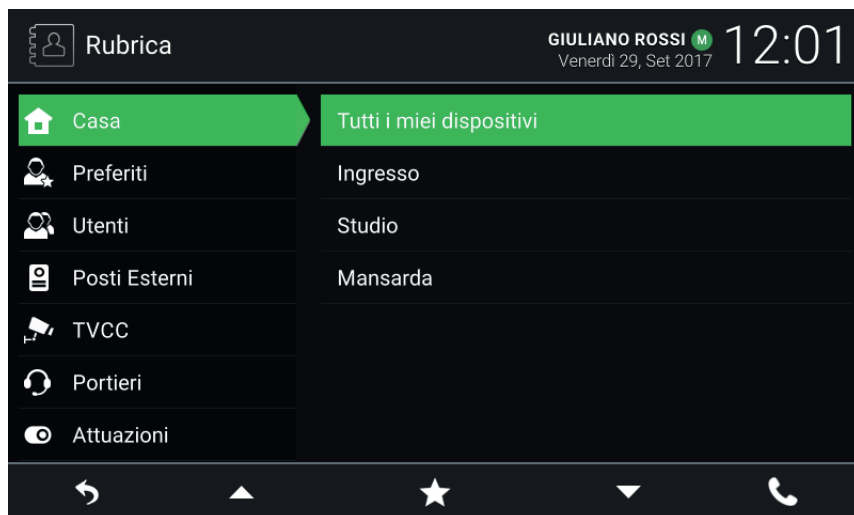 Rubrica
GIULIANO ROSSI M
Venerdì 29, Set 2017
12:01
Casa
Preferiti
Utenti
Posti Esterni
TVCC
Portieri
Attuazioni
Tutti i miei dispositivi
Ingresso
Studio
Mansarda